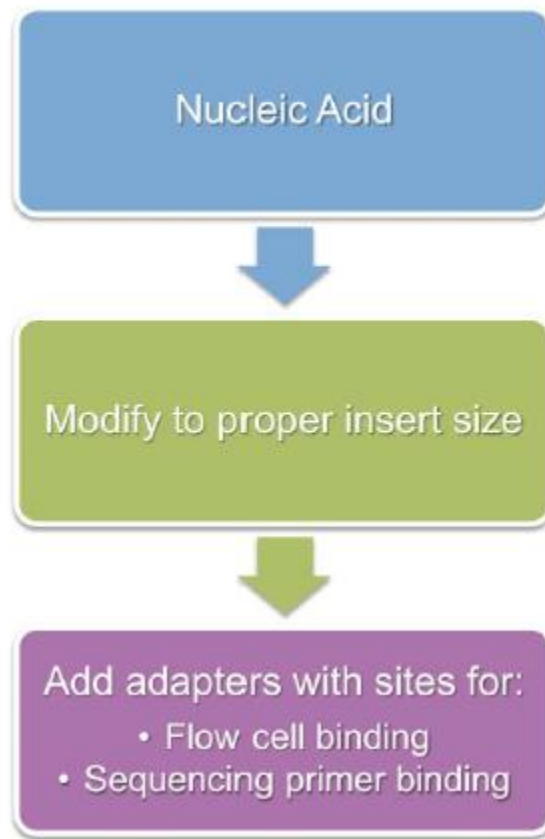 Nucleic Acid
Modify to proper insert size
Add adapters with sites for:
• Flow cell binding
• Sequencing primer binding